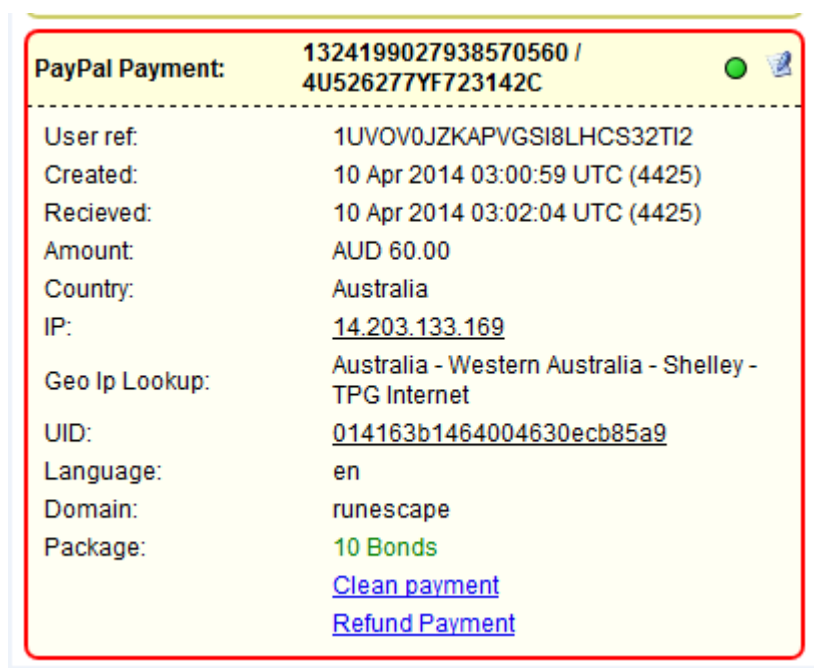 PayPal Payment: 1324199027938570560 /
4U526277YF723142C
User ref: 1UVOV0JZKAPVGSI8LHCS32TI2
Created: 10 Apr 2014 03:00:59 UTC (4425)
Recieved: 10 Apr 2014 03:02:04 UTC (4425)
Amount: AUD 60.00
Country: Australia
IP: 14.203.133.169
Geo Ip Lookup: Australia - Western Australia - Shelley -
TPG Internet
UID: 014163b1464004630ecb85a9
Language: en
Domain: runescape
Package: 10 Bonds
Clean payment
Refund Payment